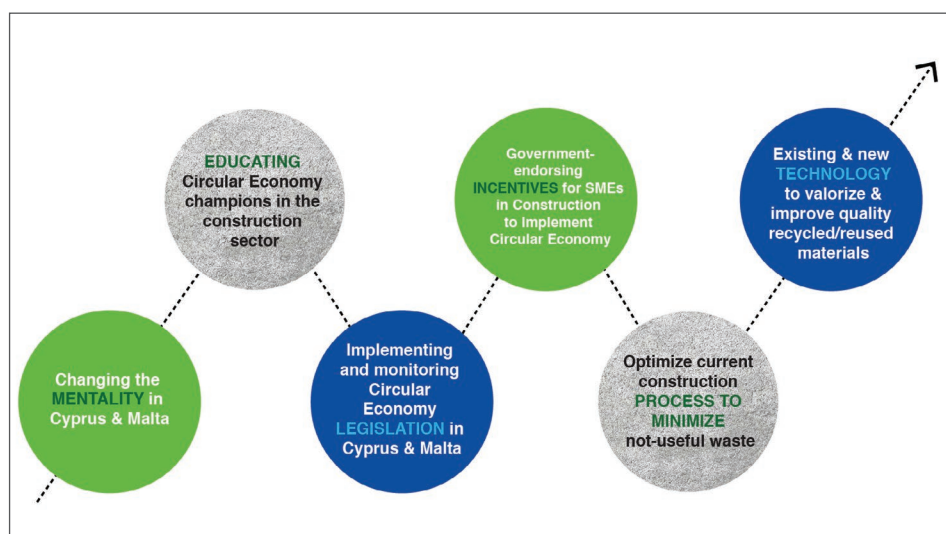 Changing the
MENTALITY in
Cyprus & Malta
EDUCATING
Circular Economy
champions in the
construction
sector
Implementing
and monitoring
Circular
Economy
LEGISLATION in
Cyprus & Malta
Government-
endorsing
INCENTIVES for SMEs
in Construction
to Implement
Circular Economy
Optimize current
construction
PROCESS TO
MINIMIZE
not-useful waste
Existing & new
TECHNOLOGY
to valorize &
improve quality
recycled/reused
materials